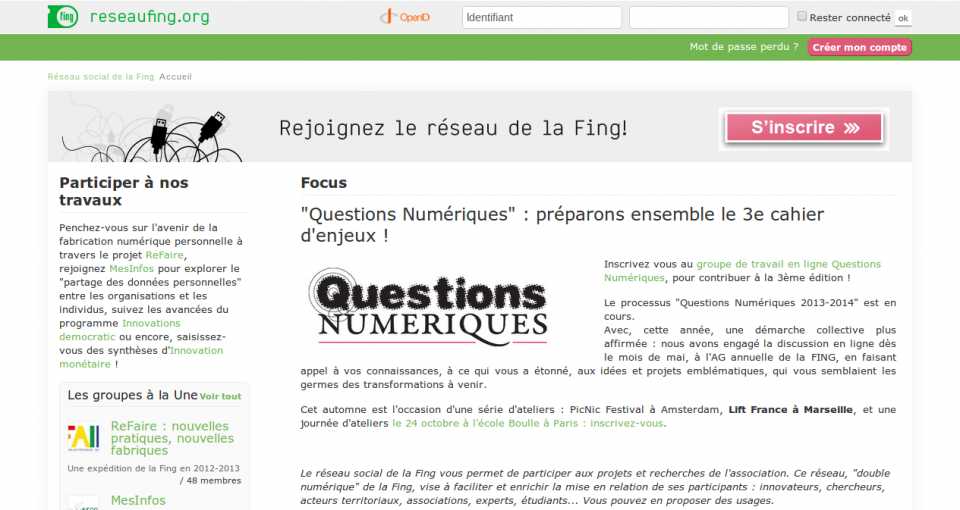 fing reseaufing.org
OpenID
Identifiant
Rester connecté ok
Mot de passe perdu ? Créer mon compte
Réseau social de la Fing Accueil
Rejoignez le réseau de la Fing!
S'inscrire »»
Participer à nos
travaux
Penchez-vous sur l'avenir de la
fabrication numérique personnelle à
travers le projet ReFaire,
rejoignez MesInfos pour explorer le
"partage des données personnelles"
entre les organisations et les
individus, suivez les avancées du
programme Innovations
democratic ou encore, saisissez-
vous des synthèses d'Innovation
monétaire !
Les groupes à la Une Voir tout
ReFaire : nouvelles
pratiques, nouvelles
fabriques
Une expédition de la Fing en 2012-2013
/ 48 membres
MesInfos
Focus
"Questions Numériques" : préparons ensemble le 3e cahier
d'enjeux !
Questions
NUMERIQUES
Inscrivez vous au groupe de travail en ligne Questions
Numériques, pour contribuer à la 3ème édition !
Le processus "Questions Numériques 2013-2014" est en
cours.
Avec, cette année, une démarche collective plus
affirmée : nous avons engagé la discussion en ligne dès
le mois de mai, à l'AG annuelle de la FING, en faisant
appel à vos connaissances, à ce qui vous a étonné, aux idées et projets emblématiques, qui vous semblaient les
germes des transformations à venir.
Cet automne est l'occasion d'une série d'ateliers : PicNic Festival à Amsterdam, Lift France à Marseille, et une
journée d'ateliers le 24 octobre à l'école Boulle à Paris : inscrivez-vous.
Le réseau social de la Fing vous permet de participer aux projets et recherches de l'association. Ce réseau, "double
numérique" de la Fing, vise à faciliter et enrichir la mise en relation de ses participants : innovateurs, chercheurs,
acteurs territoriaux, associations, experts, étudiants... Vous pouvez en proposer des usages.